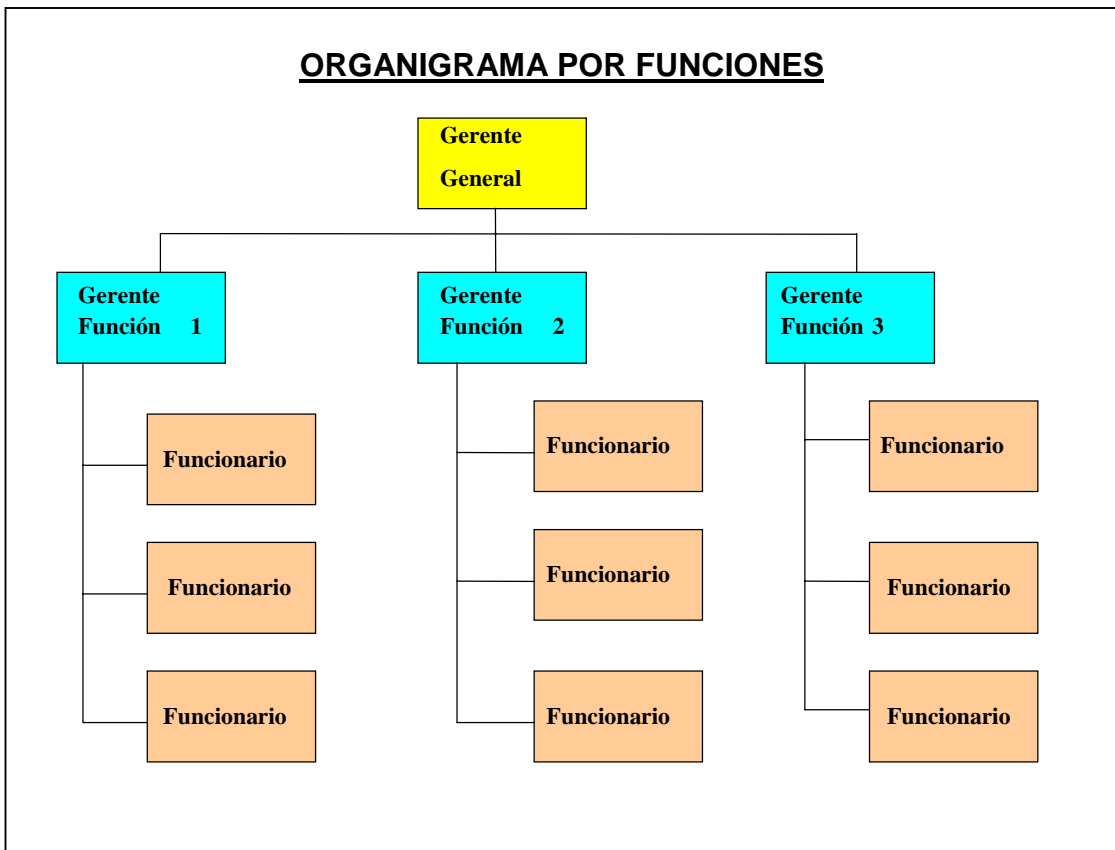 ORGANIGRAMA POR FUNCIONES
Gerente
General
Gerente
Función 1
Gerente
Función 2
Gerente
Función 3
Funcionario
Funcionario
Funcionario
Funcionario
Funcionario
Funcionario
Funcionario
Funcionario
Funcionario